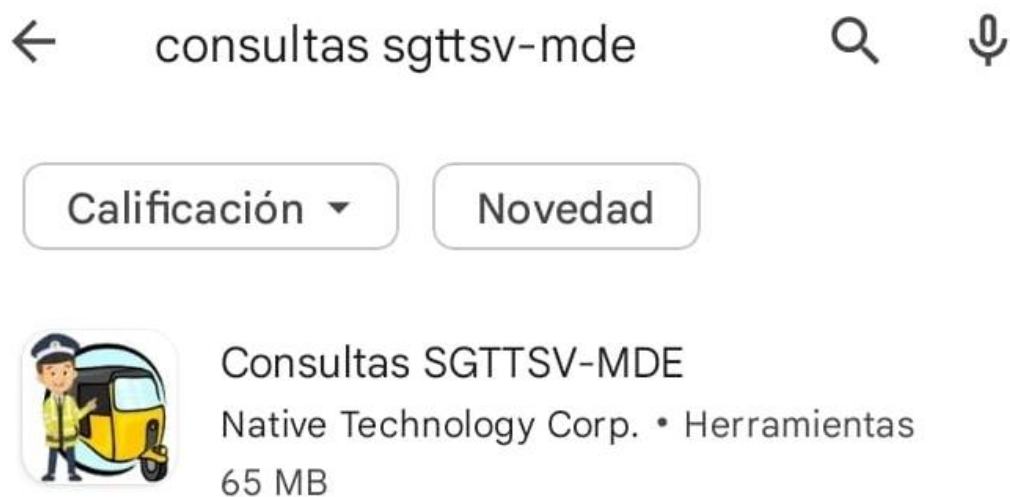 consultas sgttsv-mde
Calificación
Novedad
Consultas SGTTSV-MDE
Native Technology Corp. • Herramientas
65 MB